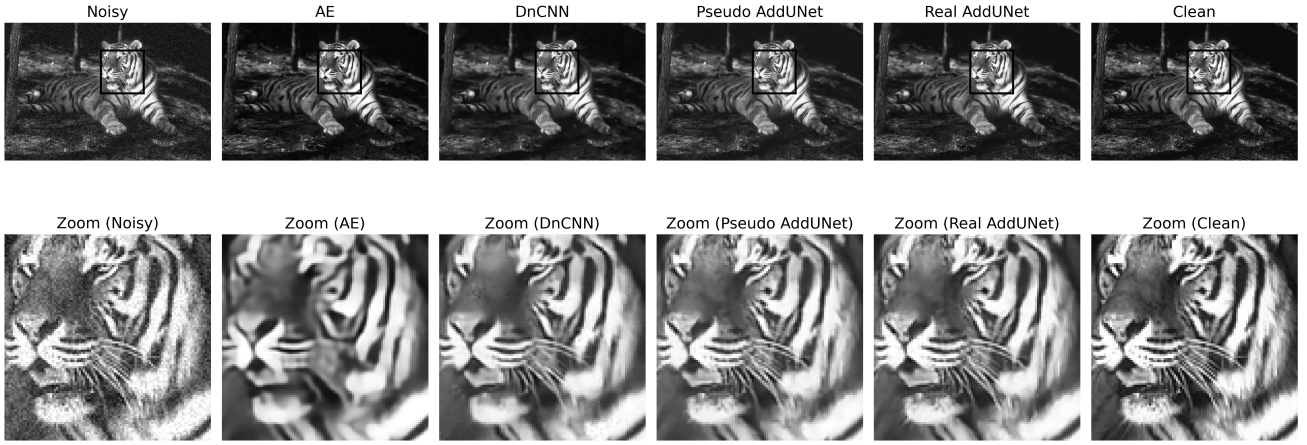 Noisy
AE
DnCNN
Pseudo AddUNet
Real AddUNet
Clean
Zoom (Noisy)
Zoom (AE)
Zoom (DnCNN)
Zoom (Pseudo AddUNet)
Zoom (Real AddUNet)
Zoom (Clean)